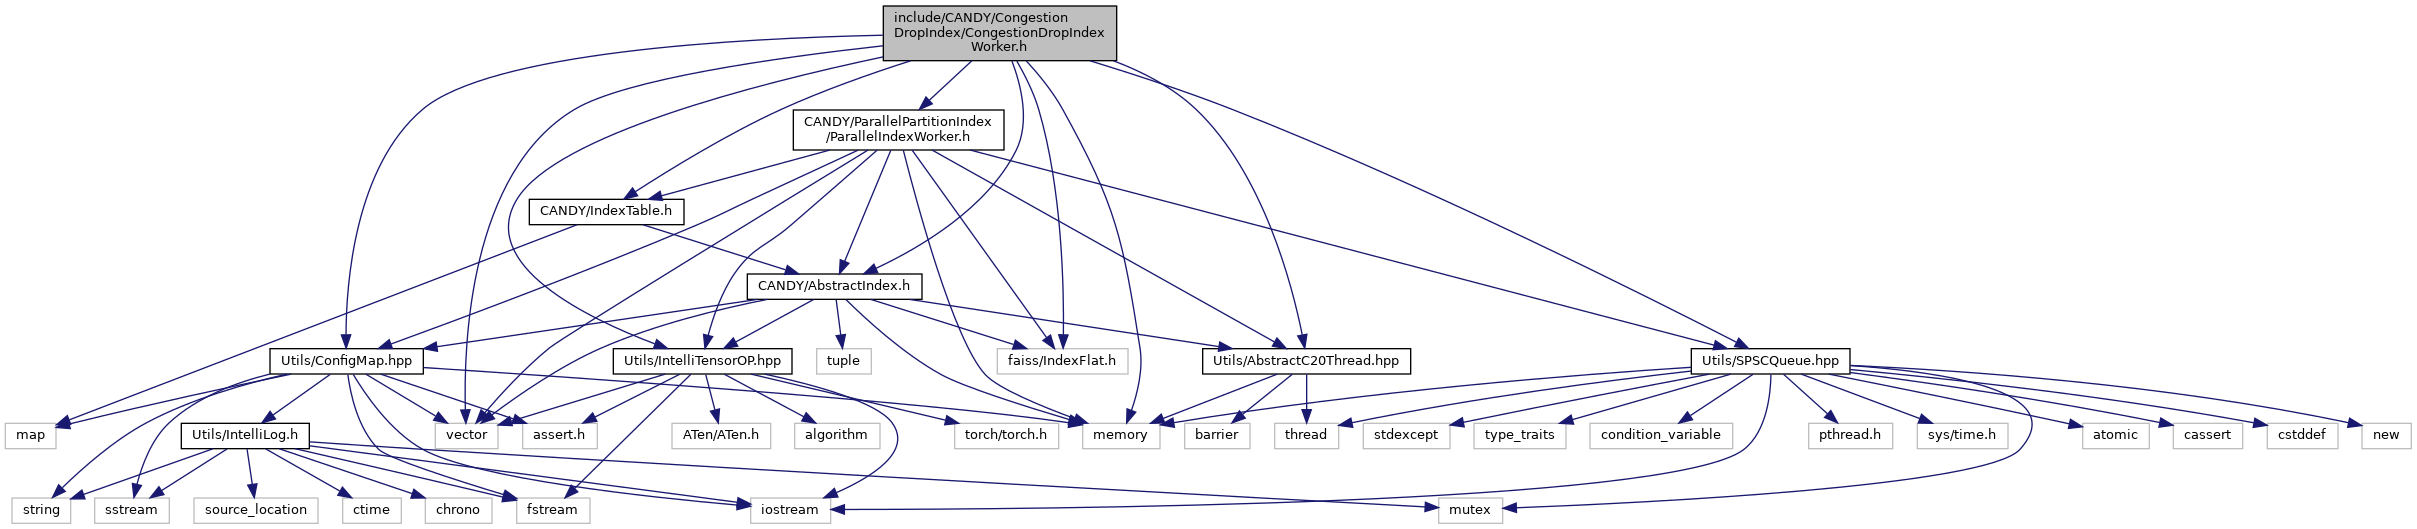 include/CANDY/Congestion
DropIndex/CongestionDropIndex
Worker.h
CANDY/ParallelPartitionIndex
/ParallelIndexWorker.h
CANDY/IndexTable.h
CANDY/AbstractIndex.h
Utils/ConfigMap.hpp
Utils/IntelliTensorOP.hpp
tuple
faiss/IndexFlat.h
Utils/AbstractC20Thread.hpp
Utils/SPSCQueue.hpp
map
Utils/IntelliLog.h
vector
assert.h
ATen/ATen.h
algorithm
torch/torch.h
memory
barrier
thread
stdexcept
type_traits
condition_variable
pthread.h
sys/time.h
atomic
cassert
cstddef
new
string
sstream
source_location
ctime
chrono
fstream
iostream
mutex